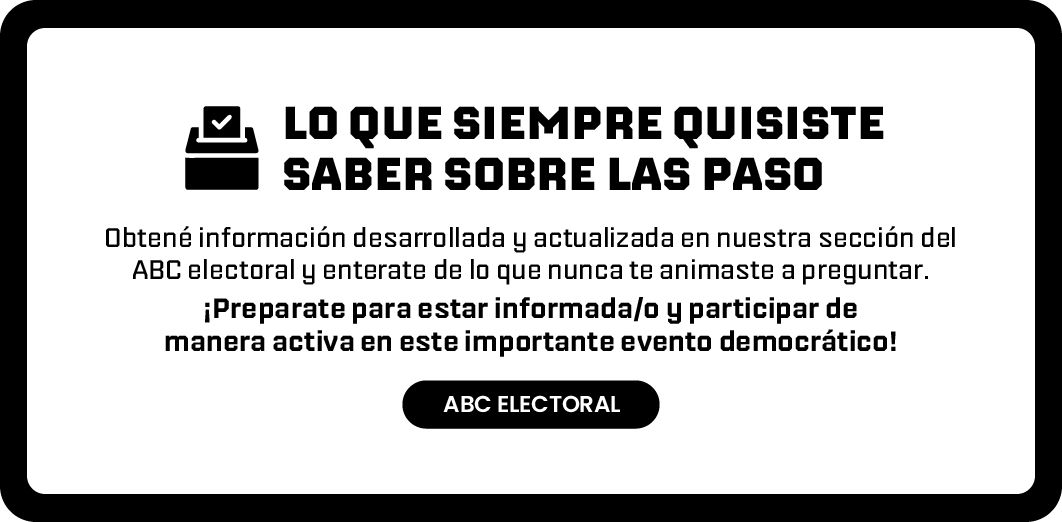 LO QUE SIEMPRE QUISISTE
SABER SOBRE LAS PASO
Obtené información desarrollada y actualizada en nuestra sección del
ABC electoral y enterate de lo que nunca te animaste a preguntar.
¡Preparate para estar informada/o y participar de
manera activa en este importante evento democrático!
ABC ELECTORAL